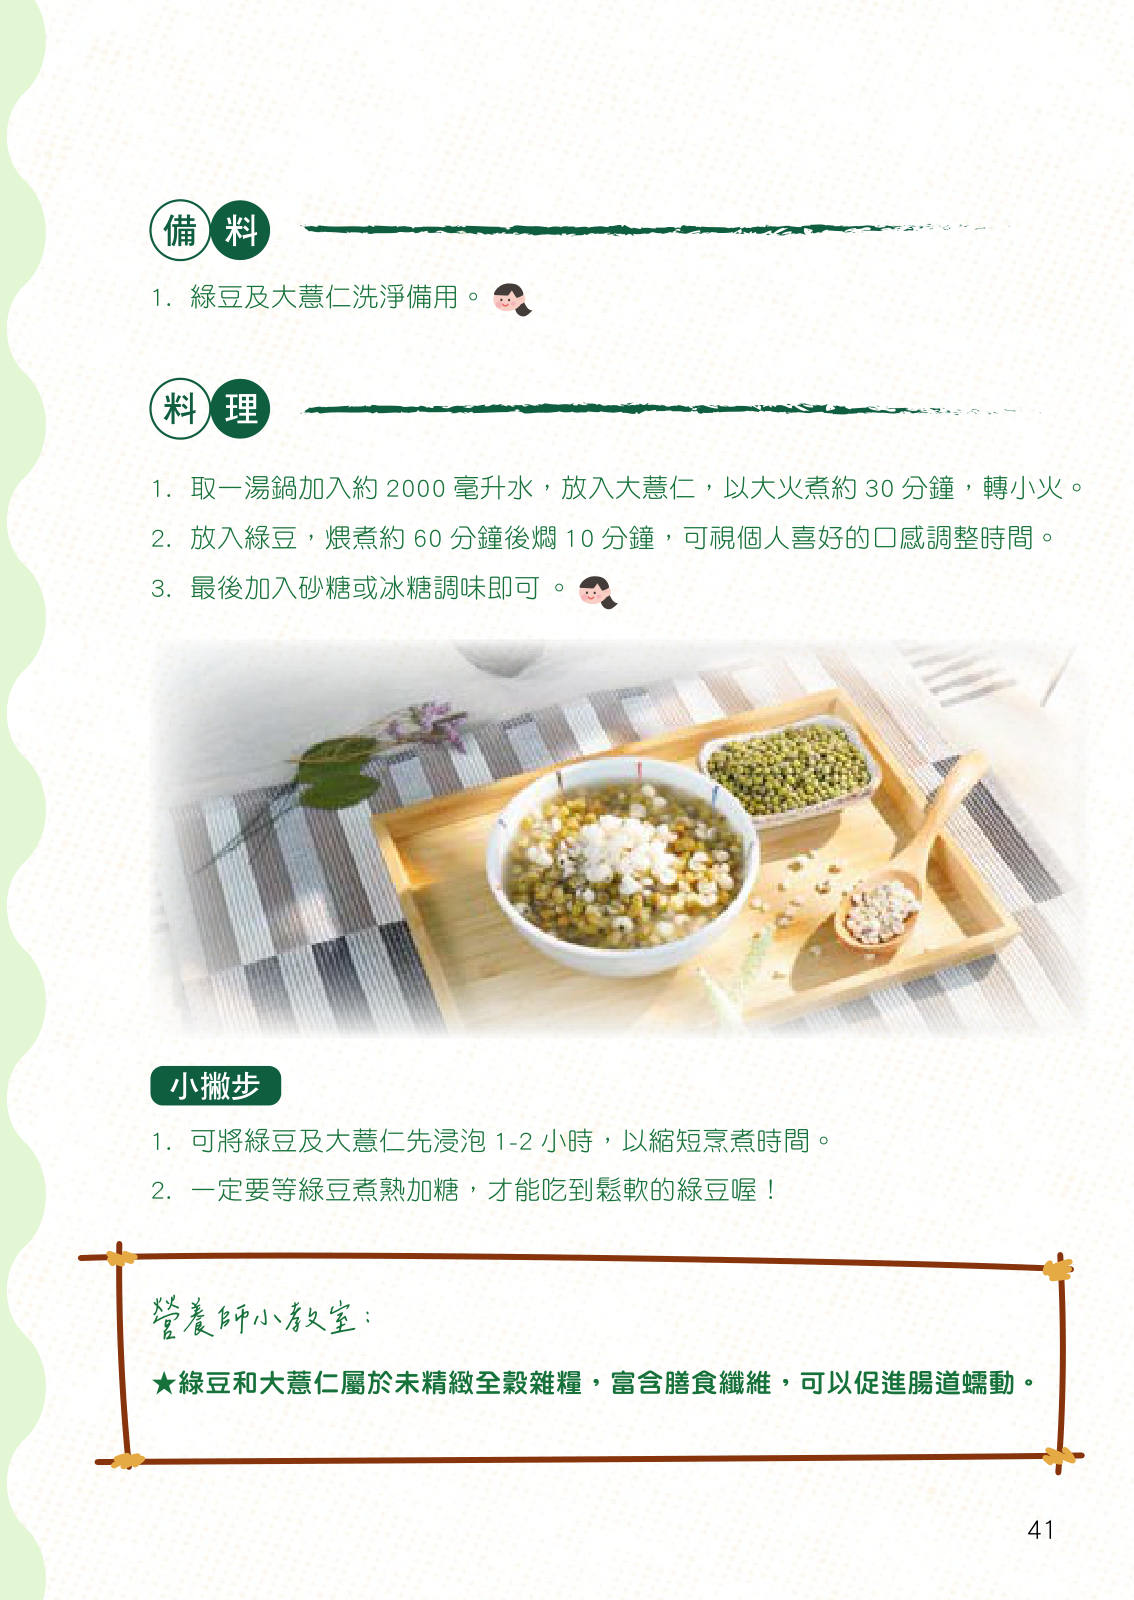 備料
1. 綠豆及大薏仁洗淨備用。
料理
1. 取一湯鍋加入約 2000 毫升水，放入大薏仁，以大火煮約 30 分鐘，轉小火。
2. 放入綠豆，煨煮約 60 分鐘後燜 10 分鐘，可視個人喜好的口感調整時間。
3. 最後加入砂糖或冰糖調味即可 。
小撇步
1. 可將綠豆及大薏仁先浸泡 1-2 小時，以縮短烹煮時間。
2. 一定要等綠豆煮熟加糖，才能吃到鬆軟的綠豆喔！
營養師小教室：
★綠豆和大薏仁屬於未精緻全穀雜糧，富含膳食纖維，可以促進腸道蠕動。
41